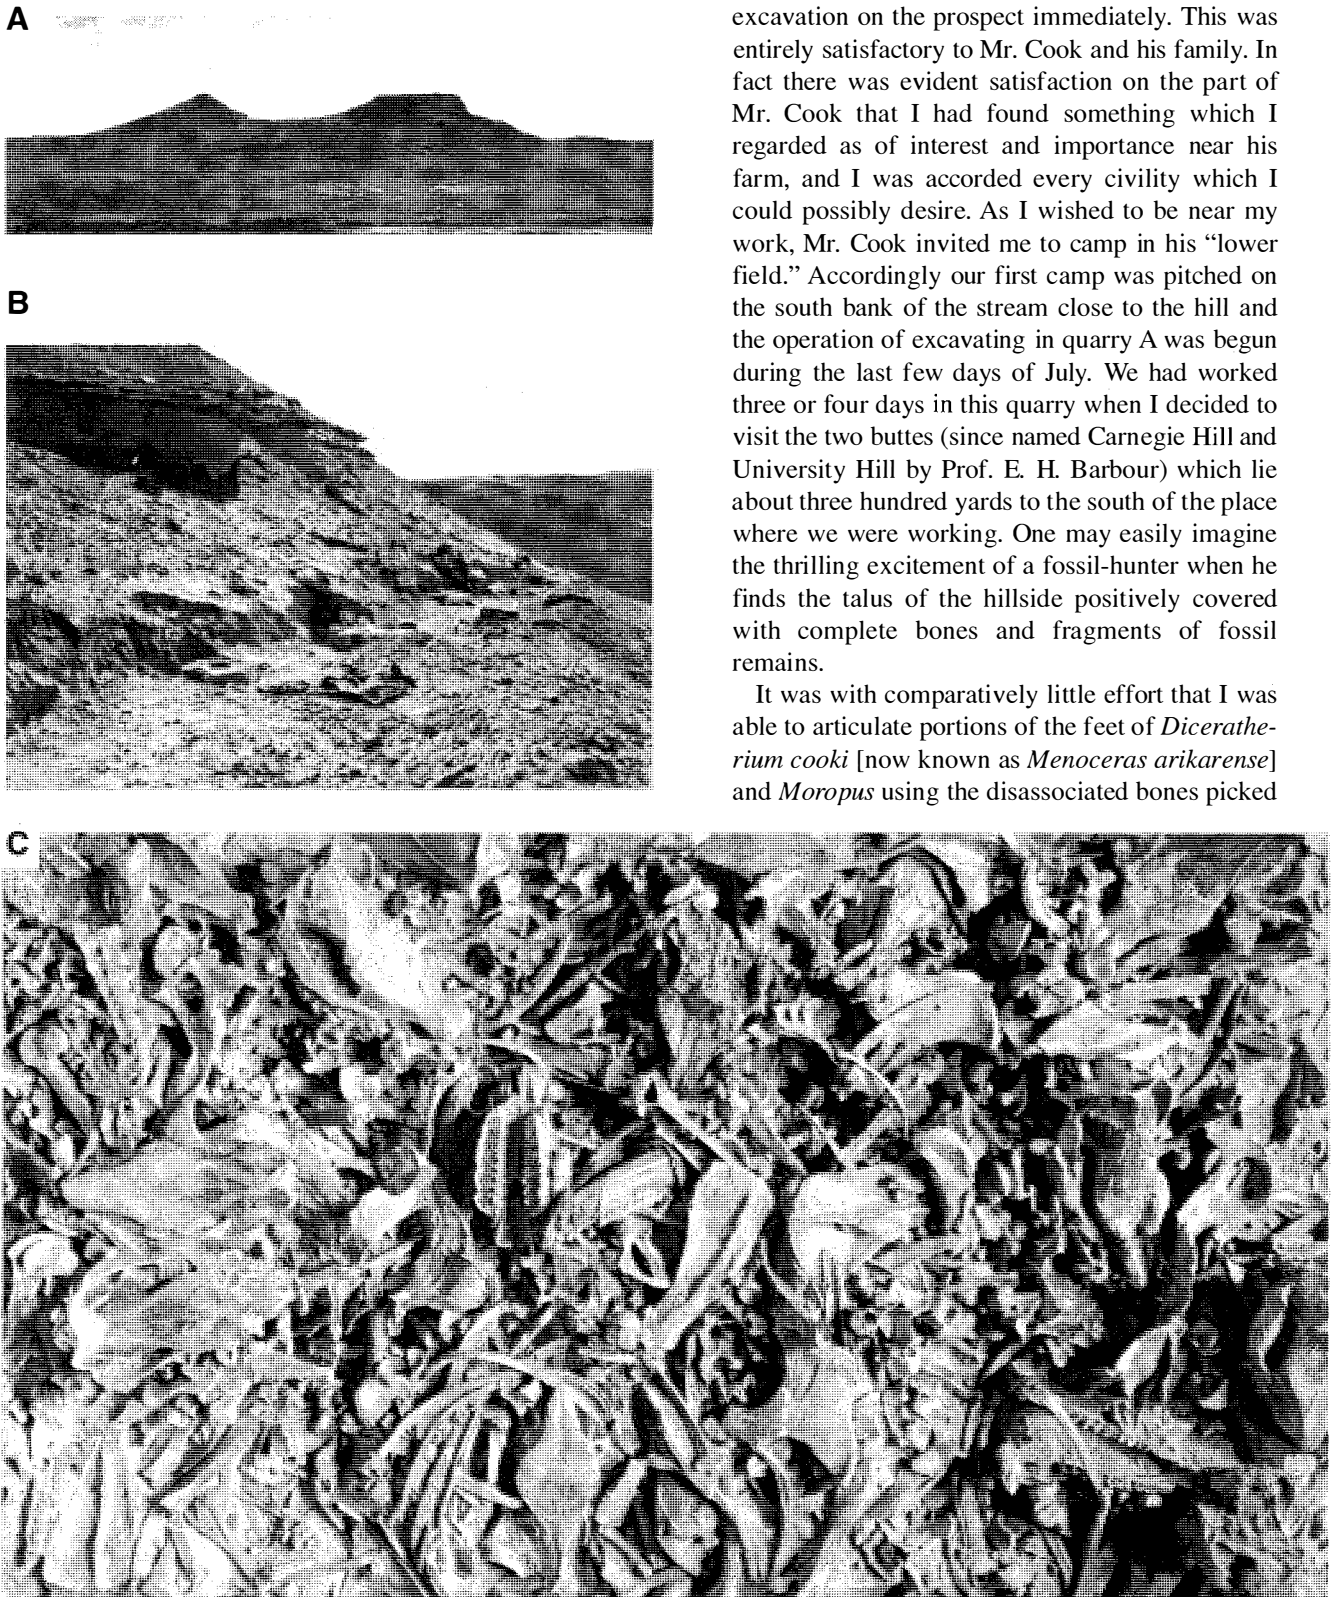 A
B
excavation on the prospect immediately. This was
entirely satisfactory to Mr. Cook and his family. In
fact there was evident satisfaction on the part of
Mr. Cook that I had found something which I
regarded as of interest and importance near his
farm, and I was accorded every civility which I
could possibly desire. As I wished to be near my
work, Mr. Cook invited me to camp in his “lower
field.” Accordingly our first camp was pitched on
the south bank of the stream close to the hill and
the operation of excavating in quarry A was begun
during the last few days of July. We had worked
three or four days in this quarry when I decided to
visit the two buttes (since named Carnegie Hill and
University Hill by Prof. E. H. Barbour) which lie
about three hundred yards to the south of the place
where we were working. One may easily imagine
the thrilling excitement of a fossil-hunter when he
finds the talus of the hillside positively covered
with complete bones and fragments of fossil
remains.
It was with comparatively little effort that I was
able to articulate portions of the feet of Dicerathe-
rium cooki [now known as Menoceras arikarense]
and Moropus using the disassociated bones picked
C